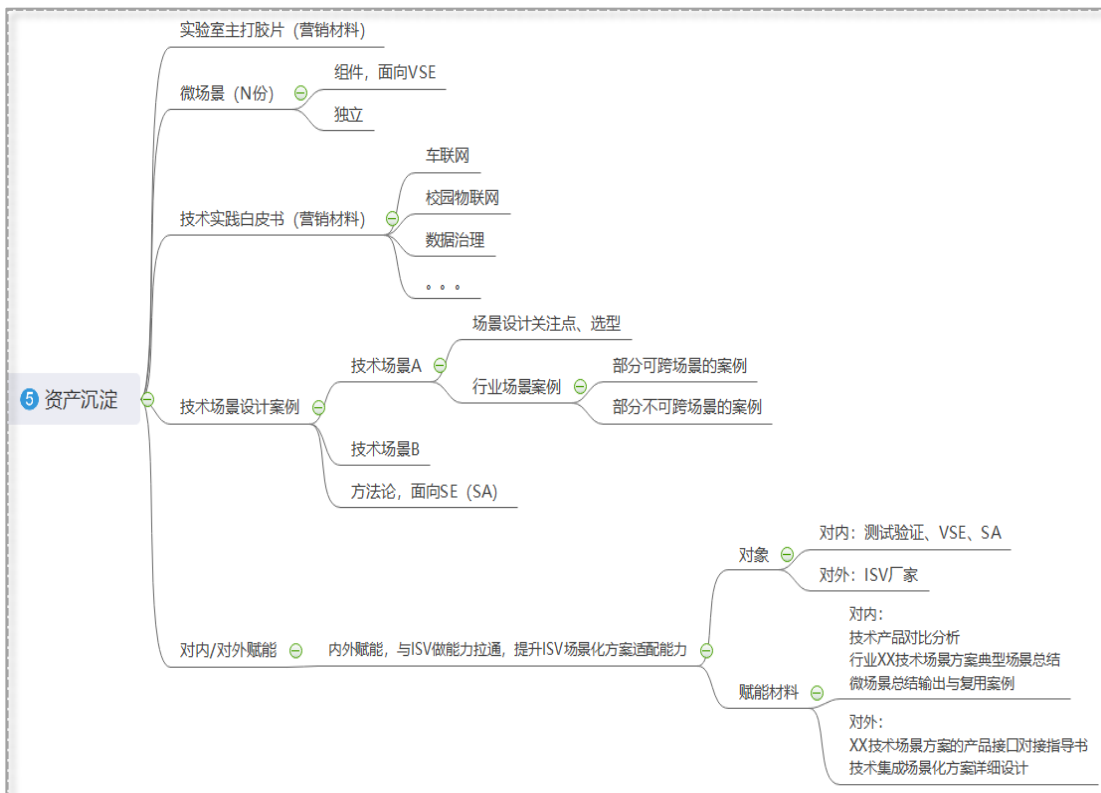 实验室主打胶片（营销材料）
微场景（N份）
组件，面向VSE
独立
技术实践白皮书（营销材料）
车联网
校园物联网
数据治理
。。。
5 资产沉淀
技术场景设计案例
技术场景A
场景设计关注点、选型
行业场景案例
部分可跨场景的案例
部分不可跨场景的案例
技术场景B
方法论，面向SE（SA）
对内/对外赋能
内外赋能，与ISV做能力拉通，提升ISV场景化方案适配能力
对象
对内：测试验证、VSE、SA
对外：ISV厂家
赋能材料
对内：
技术产品对比分析
行业XX技术场景方案典型场景总结
微场景总结输出与复用案例
对外：
XX技术场景方案的产品接口对接指导书
技术集成场景化方案详细设计